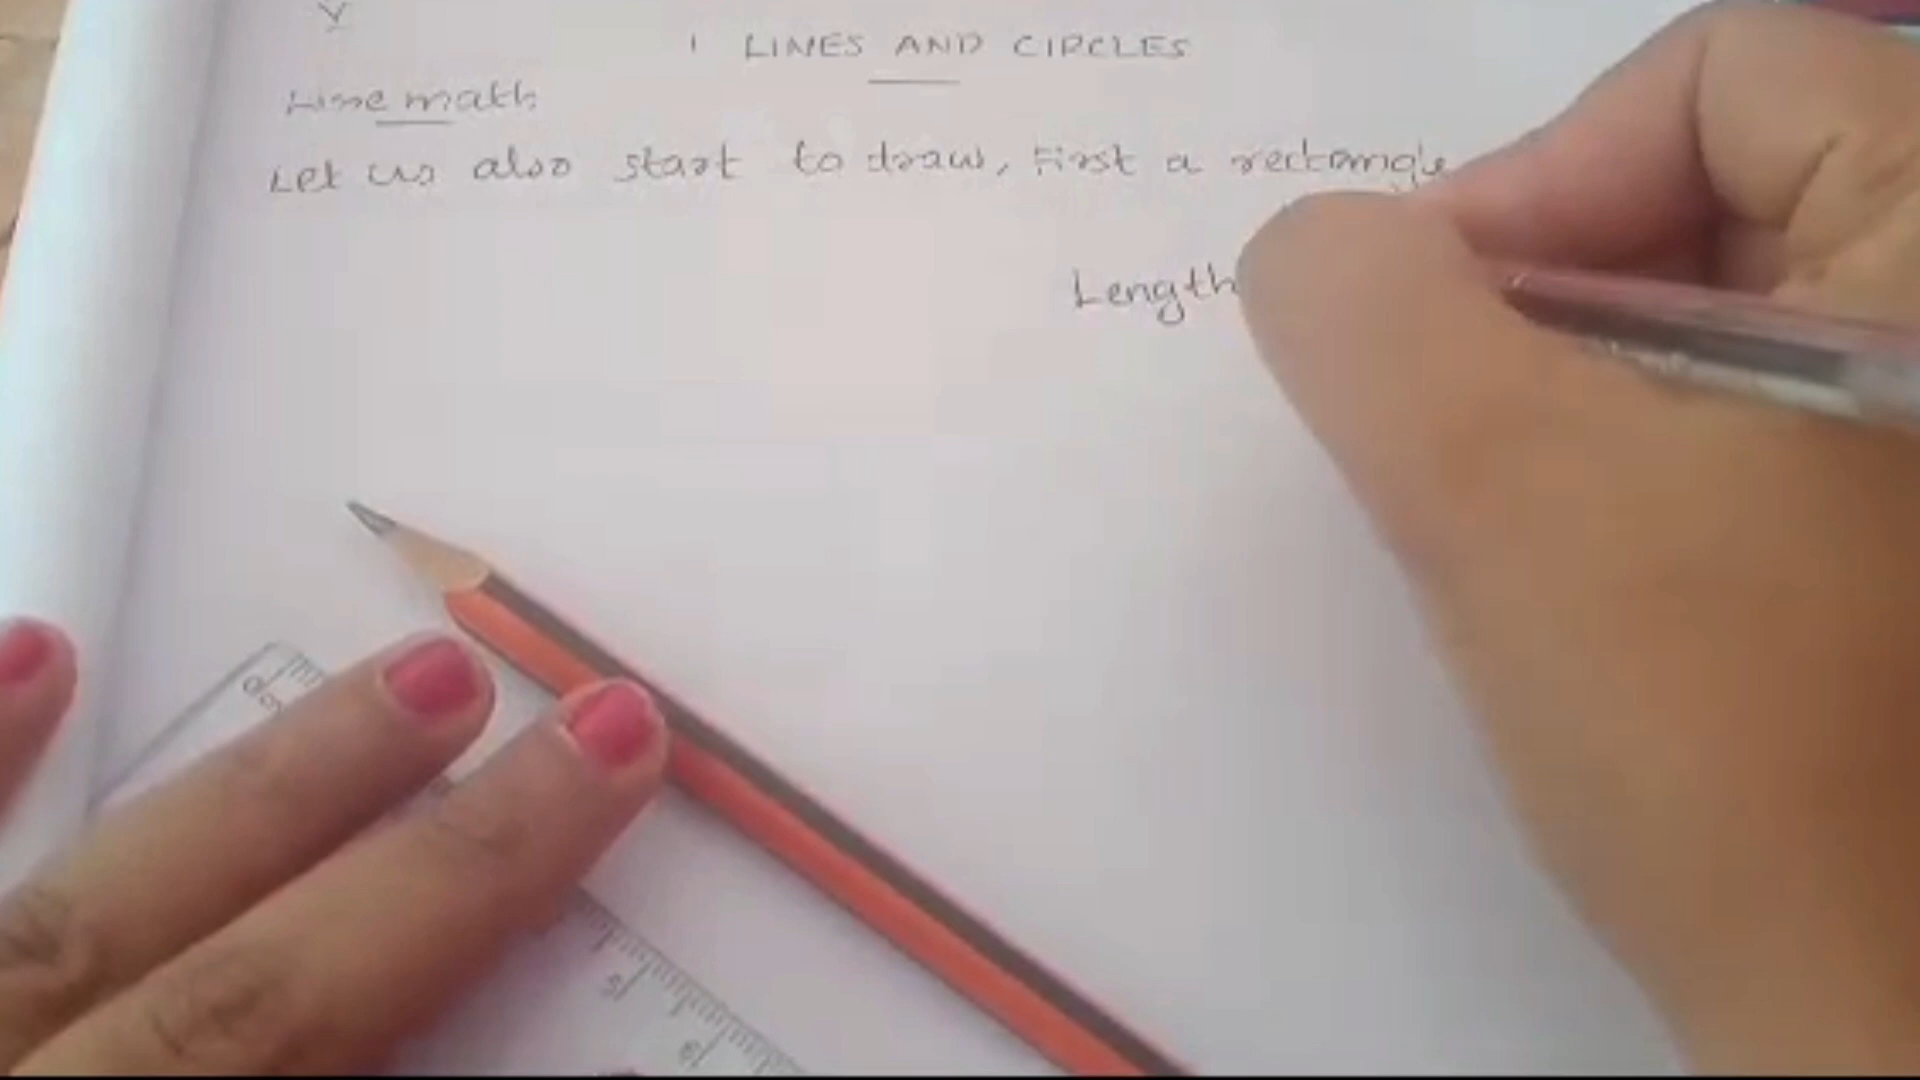 V
1 LINES AND CIRCLES
Line math
Let us also start to draw, First a rectangle
Length